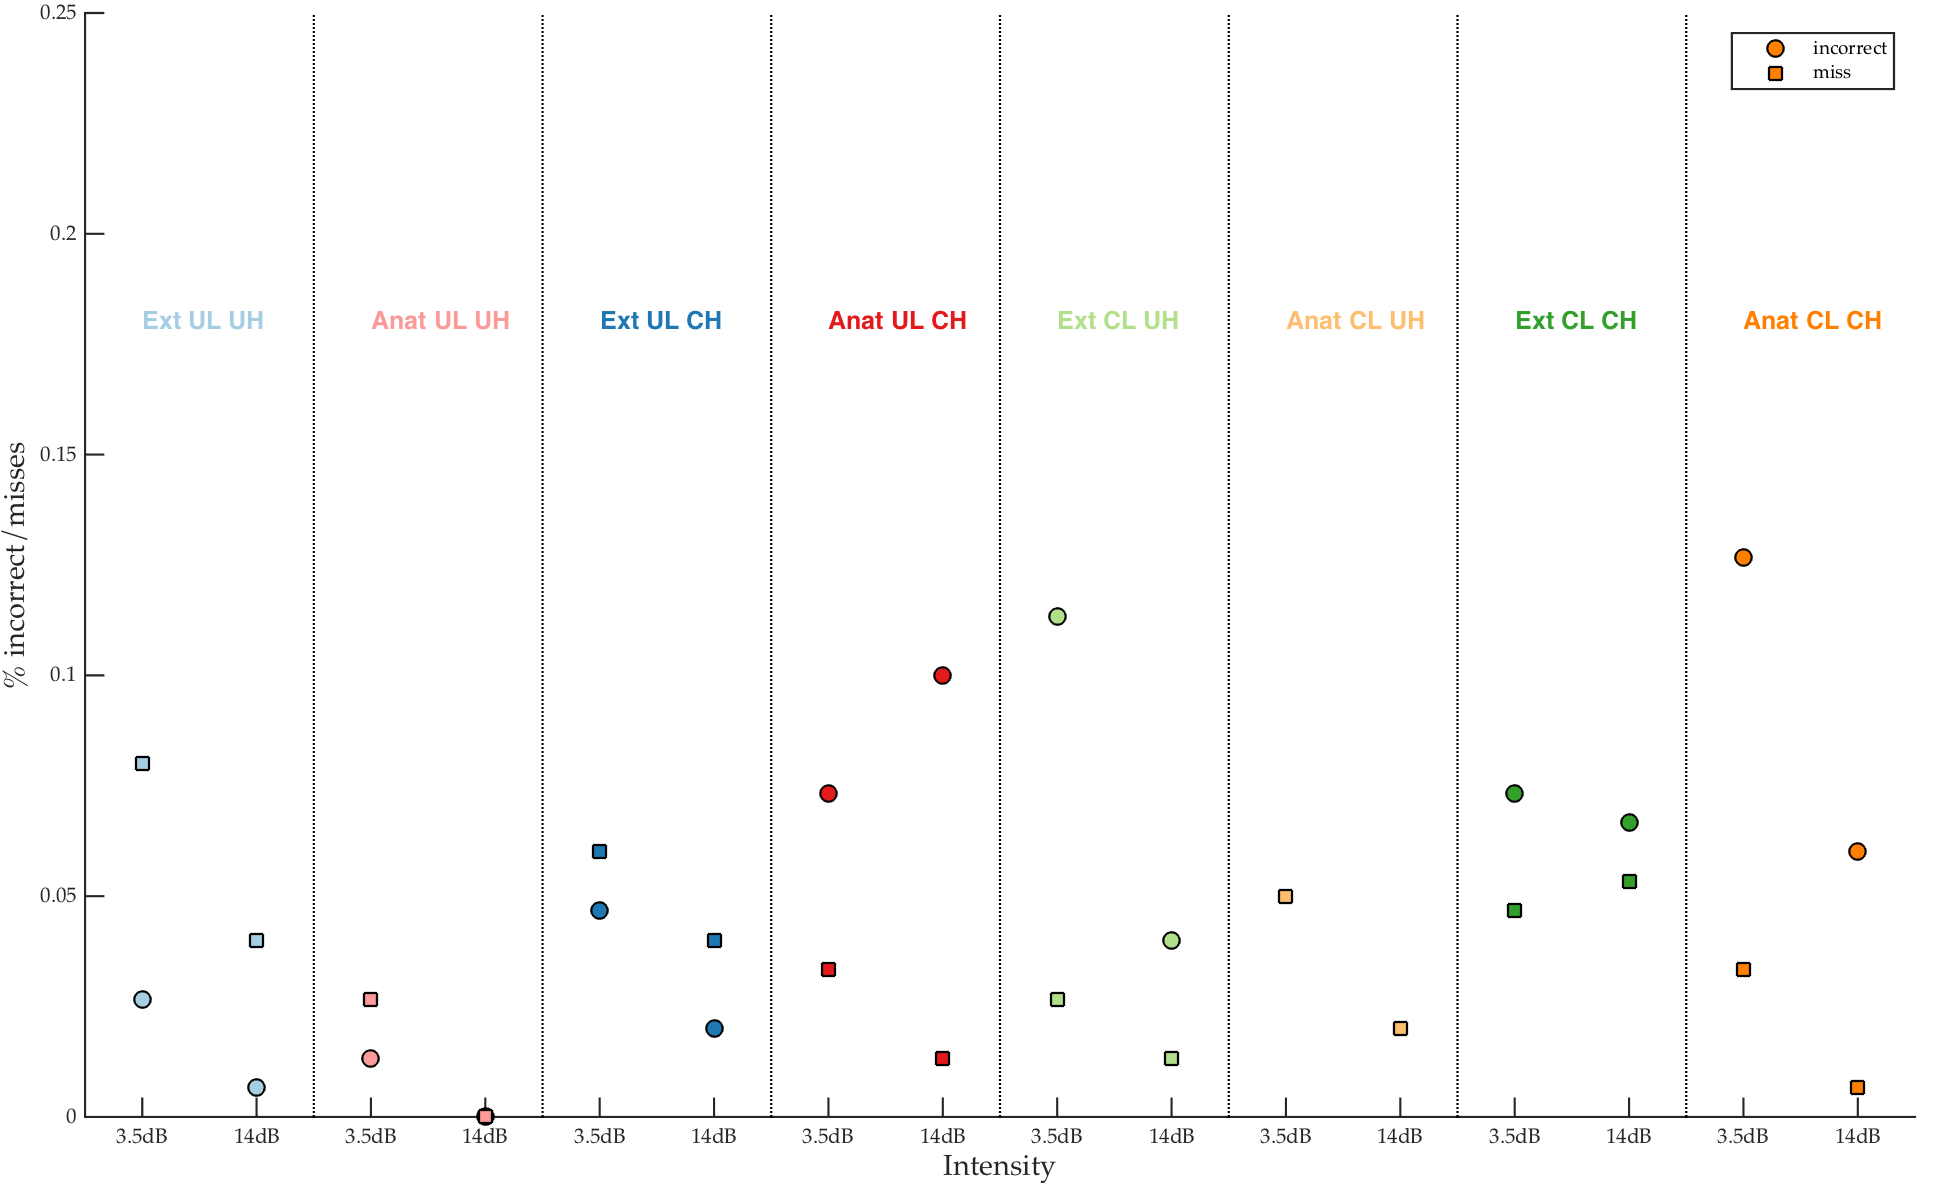 0.25
0.2
0.15
0.1
0.05
0
% incorrect/misses
incorrect
miss
Ext UL UH
Anat UL UH
Ext UL CH
Anat UL CH
Ext CL UH
Anat CL UH
Ext CL CH
Anat CL CH
3.5dB 14dB 3.5dB 14dB 3.5dB 14dB 3.5dB 14dB 3.5dB 14dB 3.5dB 14dB 3.5dB 14dB 3.5dB 14dB
Intensity